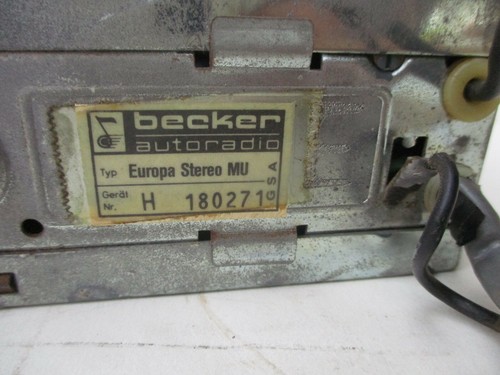 becker
autoradio
Typ Europa Stereo MU
Gerät Nr. H 180271
GSA